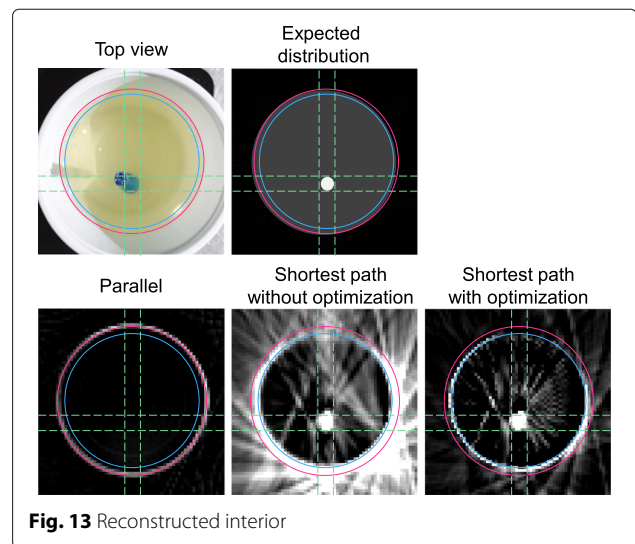 Top view
Expected
distribution
Parallel
Shortest path
without optimization
Shortest path
with optimization
Fig. 13 Reconstructed interior